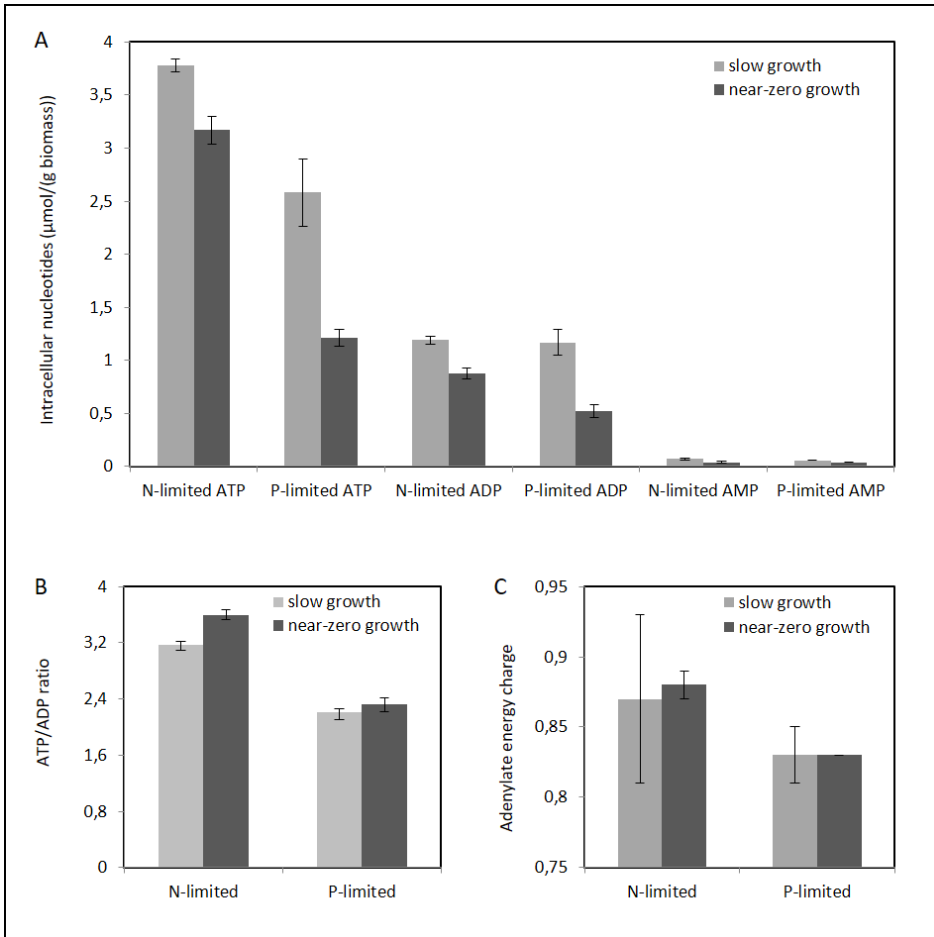 A
Intracellular nucleotides (µmol/(g biomass))
4
3,5
3
2,5
2
1,5
1
0,5
0
slow growth
near-zero growth
N-limited ATP P-limited ATP N-limited ADP P-limited ADP N-limited AMP P-limited AMP
B
ATP/ADP ratio
4
3,2
2,4
1,6
0,8
0
slow growth
near-zero growth
N-limited P-limited
C
Adenylate energy charge
0,95
0,9
0,85
0,8
0,75
slow growth
near-zero growth
N-limited P-limited